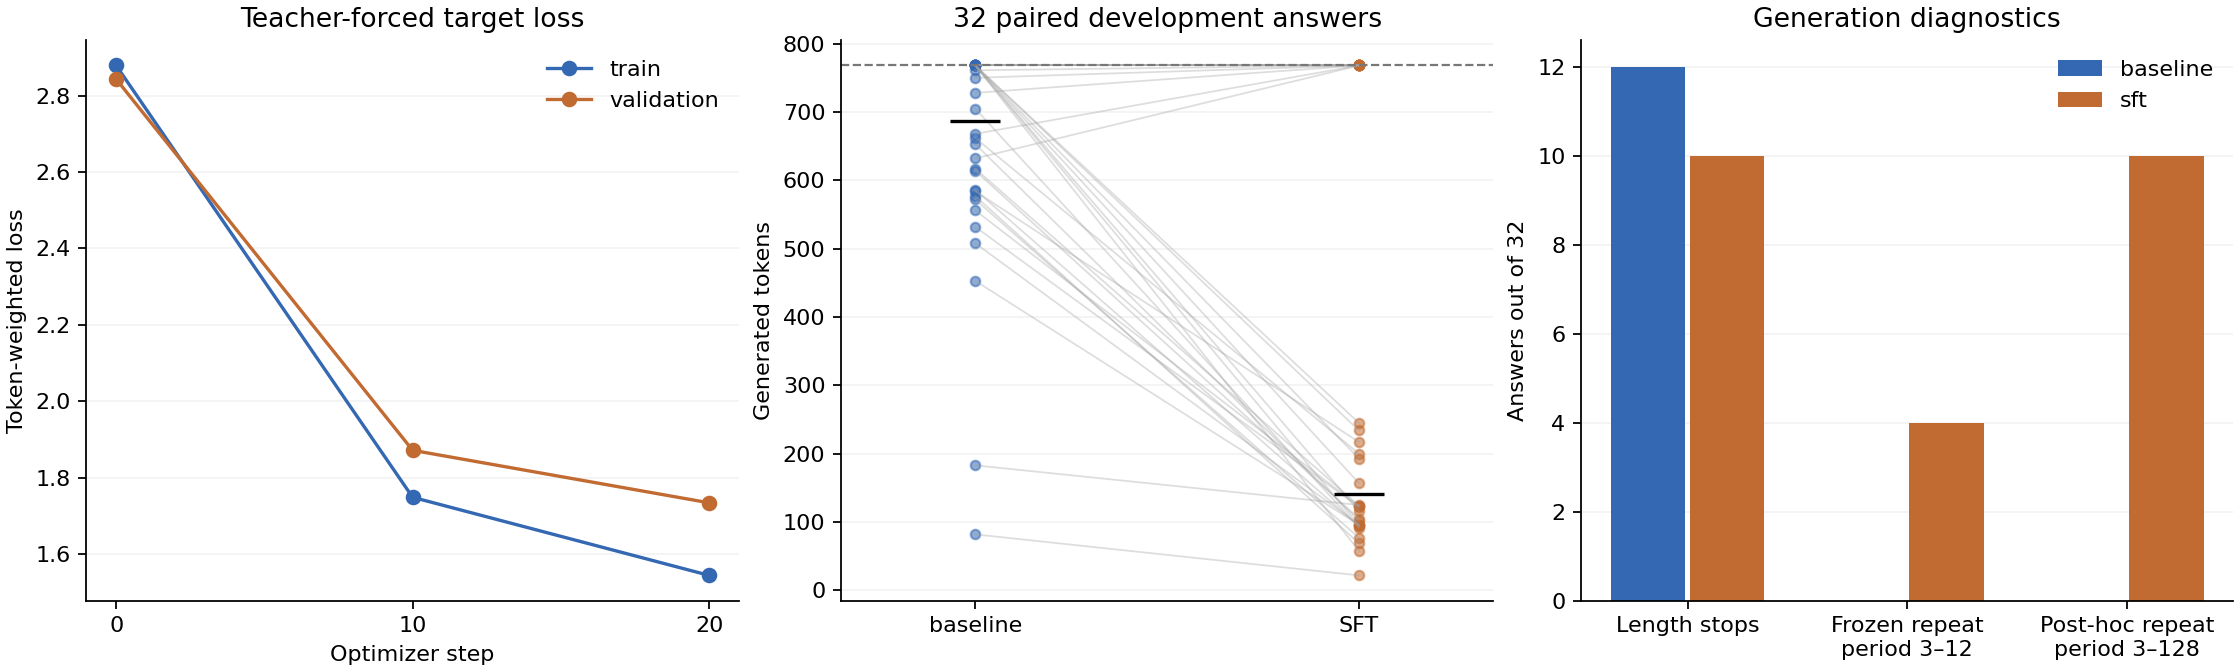 Teacher-forced target loss
Token-weighted loss
2.8
2.6
2.4
2.2
2.0
1.8
1.6
0
10
20
Optimizer step
train
validation
32 paired development answers
Generated tokens
800
700
600
500
400
300
200
100
0
baseline
SFT
Generation diagnostics
Answers out of 32
12
10
8
6
4
2
0
baseline
sft
Length stops
Frozen repeat
period 3–12
Post-hoc repeat
period 3–128